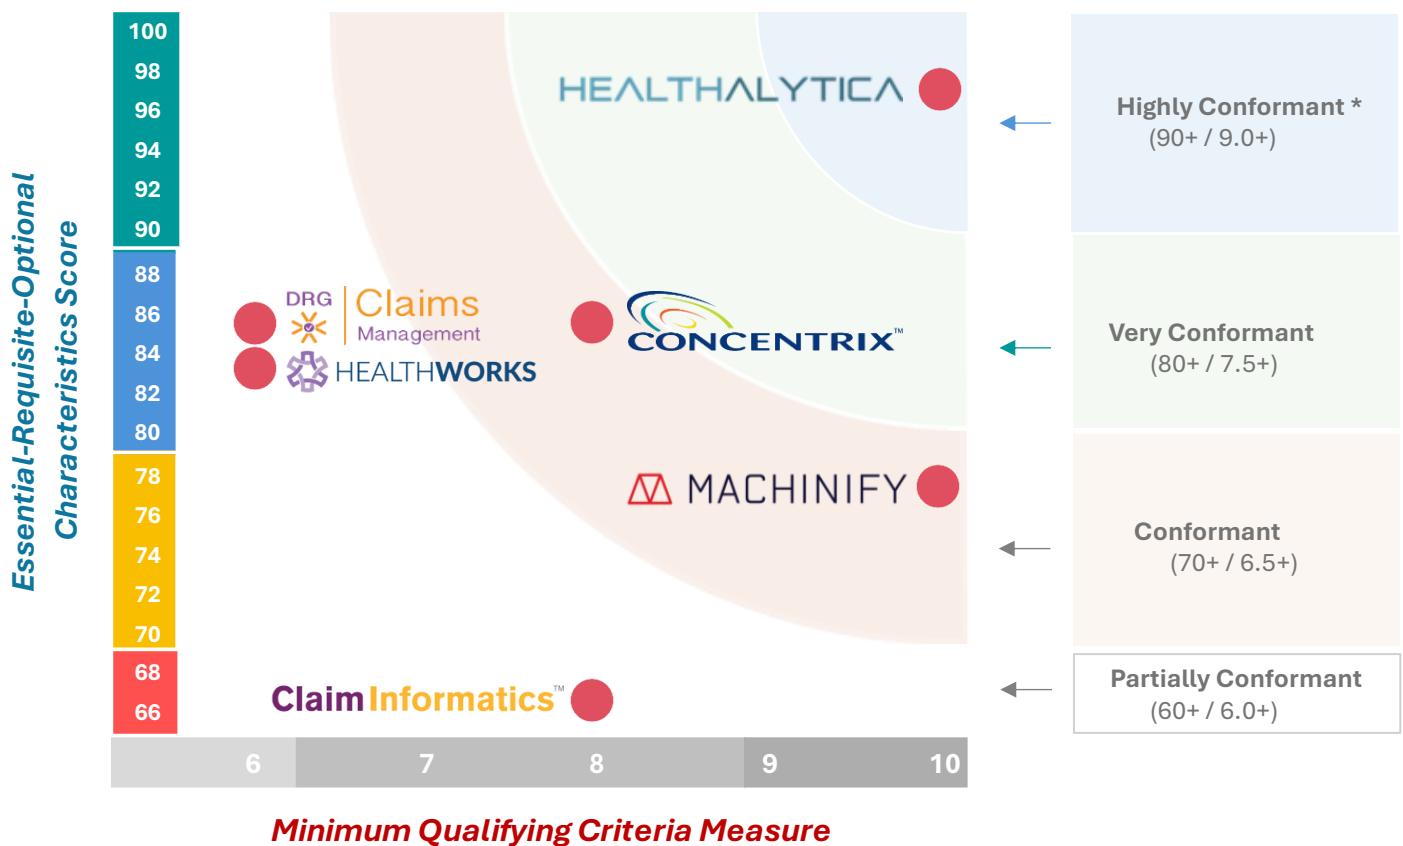 100
98
96
94
92
90
88
86
84
82
80
78
76
74
72
70
68
66
Essential-Requisite-Optional
Characteristics Score
HEALTHALYTICA
DRG
Claims
Management
HEALTHWORKS
CONCENTRIX™
MACHINIFY
Claim Informatics™
6 7 8 9 10
Minimum Qualifying Criteria Measure
Highly Conformant *
(90+ / 9.0+)
Very Conformant
(80+ / 7.5+)
Conformant
(70+ / 6.5+)
Partially Conformant
(60+ / 6.0+)